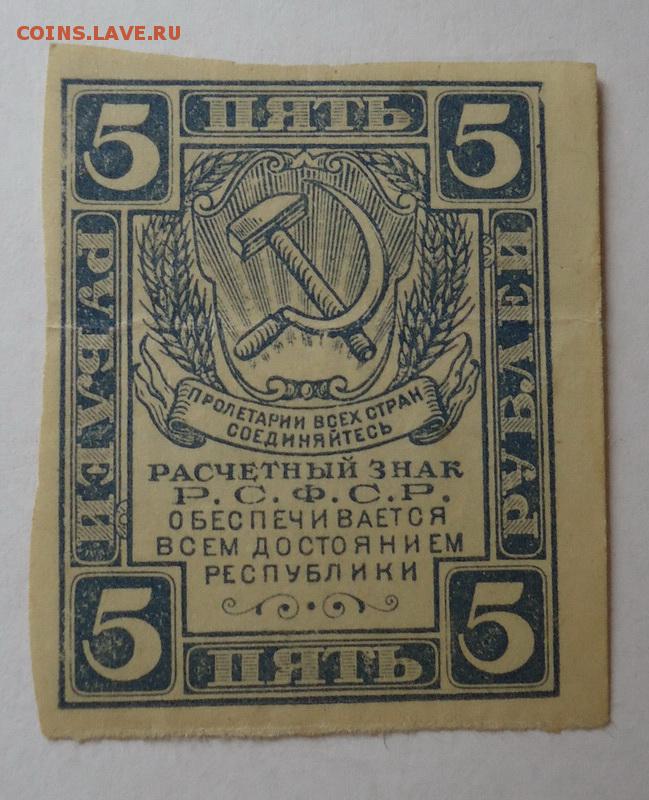 COINS.LAVE.RU
5 ПЯТЬ 5
РУБЛЕЙ
РУБЛЕЙ
ПРОЛЕТАРИИ ВСЕХ СТРАН
СОЕДИНЯЙТЕСЬ
РАСЧЕТНЫЙ ЗНАК
Р.С.Ф.С.Р.
ОБЕСПЕЧИВАЕТСЯ
ВСЕМ ДОСТОЯНИЕМ
РЕСПУБЛИКИ
5 ПЯТЬ 5